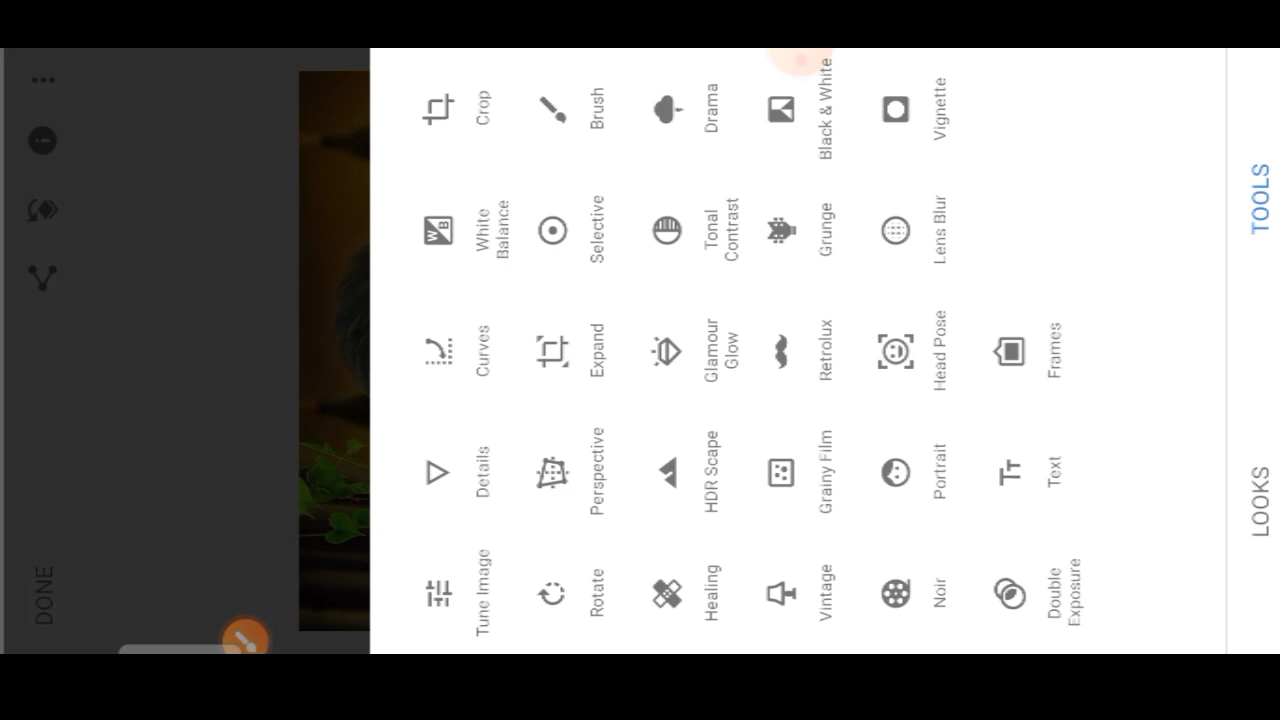 DONE
Tune Image
Details
Curves
White
Balance
Crop
Rotate
Perspective
Expand
Selective
Brush
Healing
HDR Scape
Glamour
Glow
Tonal
Contrast
Drama
Vintage
Grainy Film
Retrolux
Grunge
Black & White
Noir
Portrait
Head Pose
Lens Blur
Vignette
Double
Exposure
Text
Frames
LOOKS
TOOLS